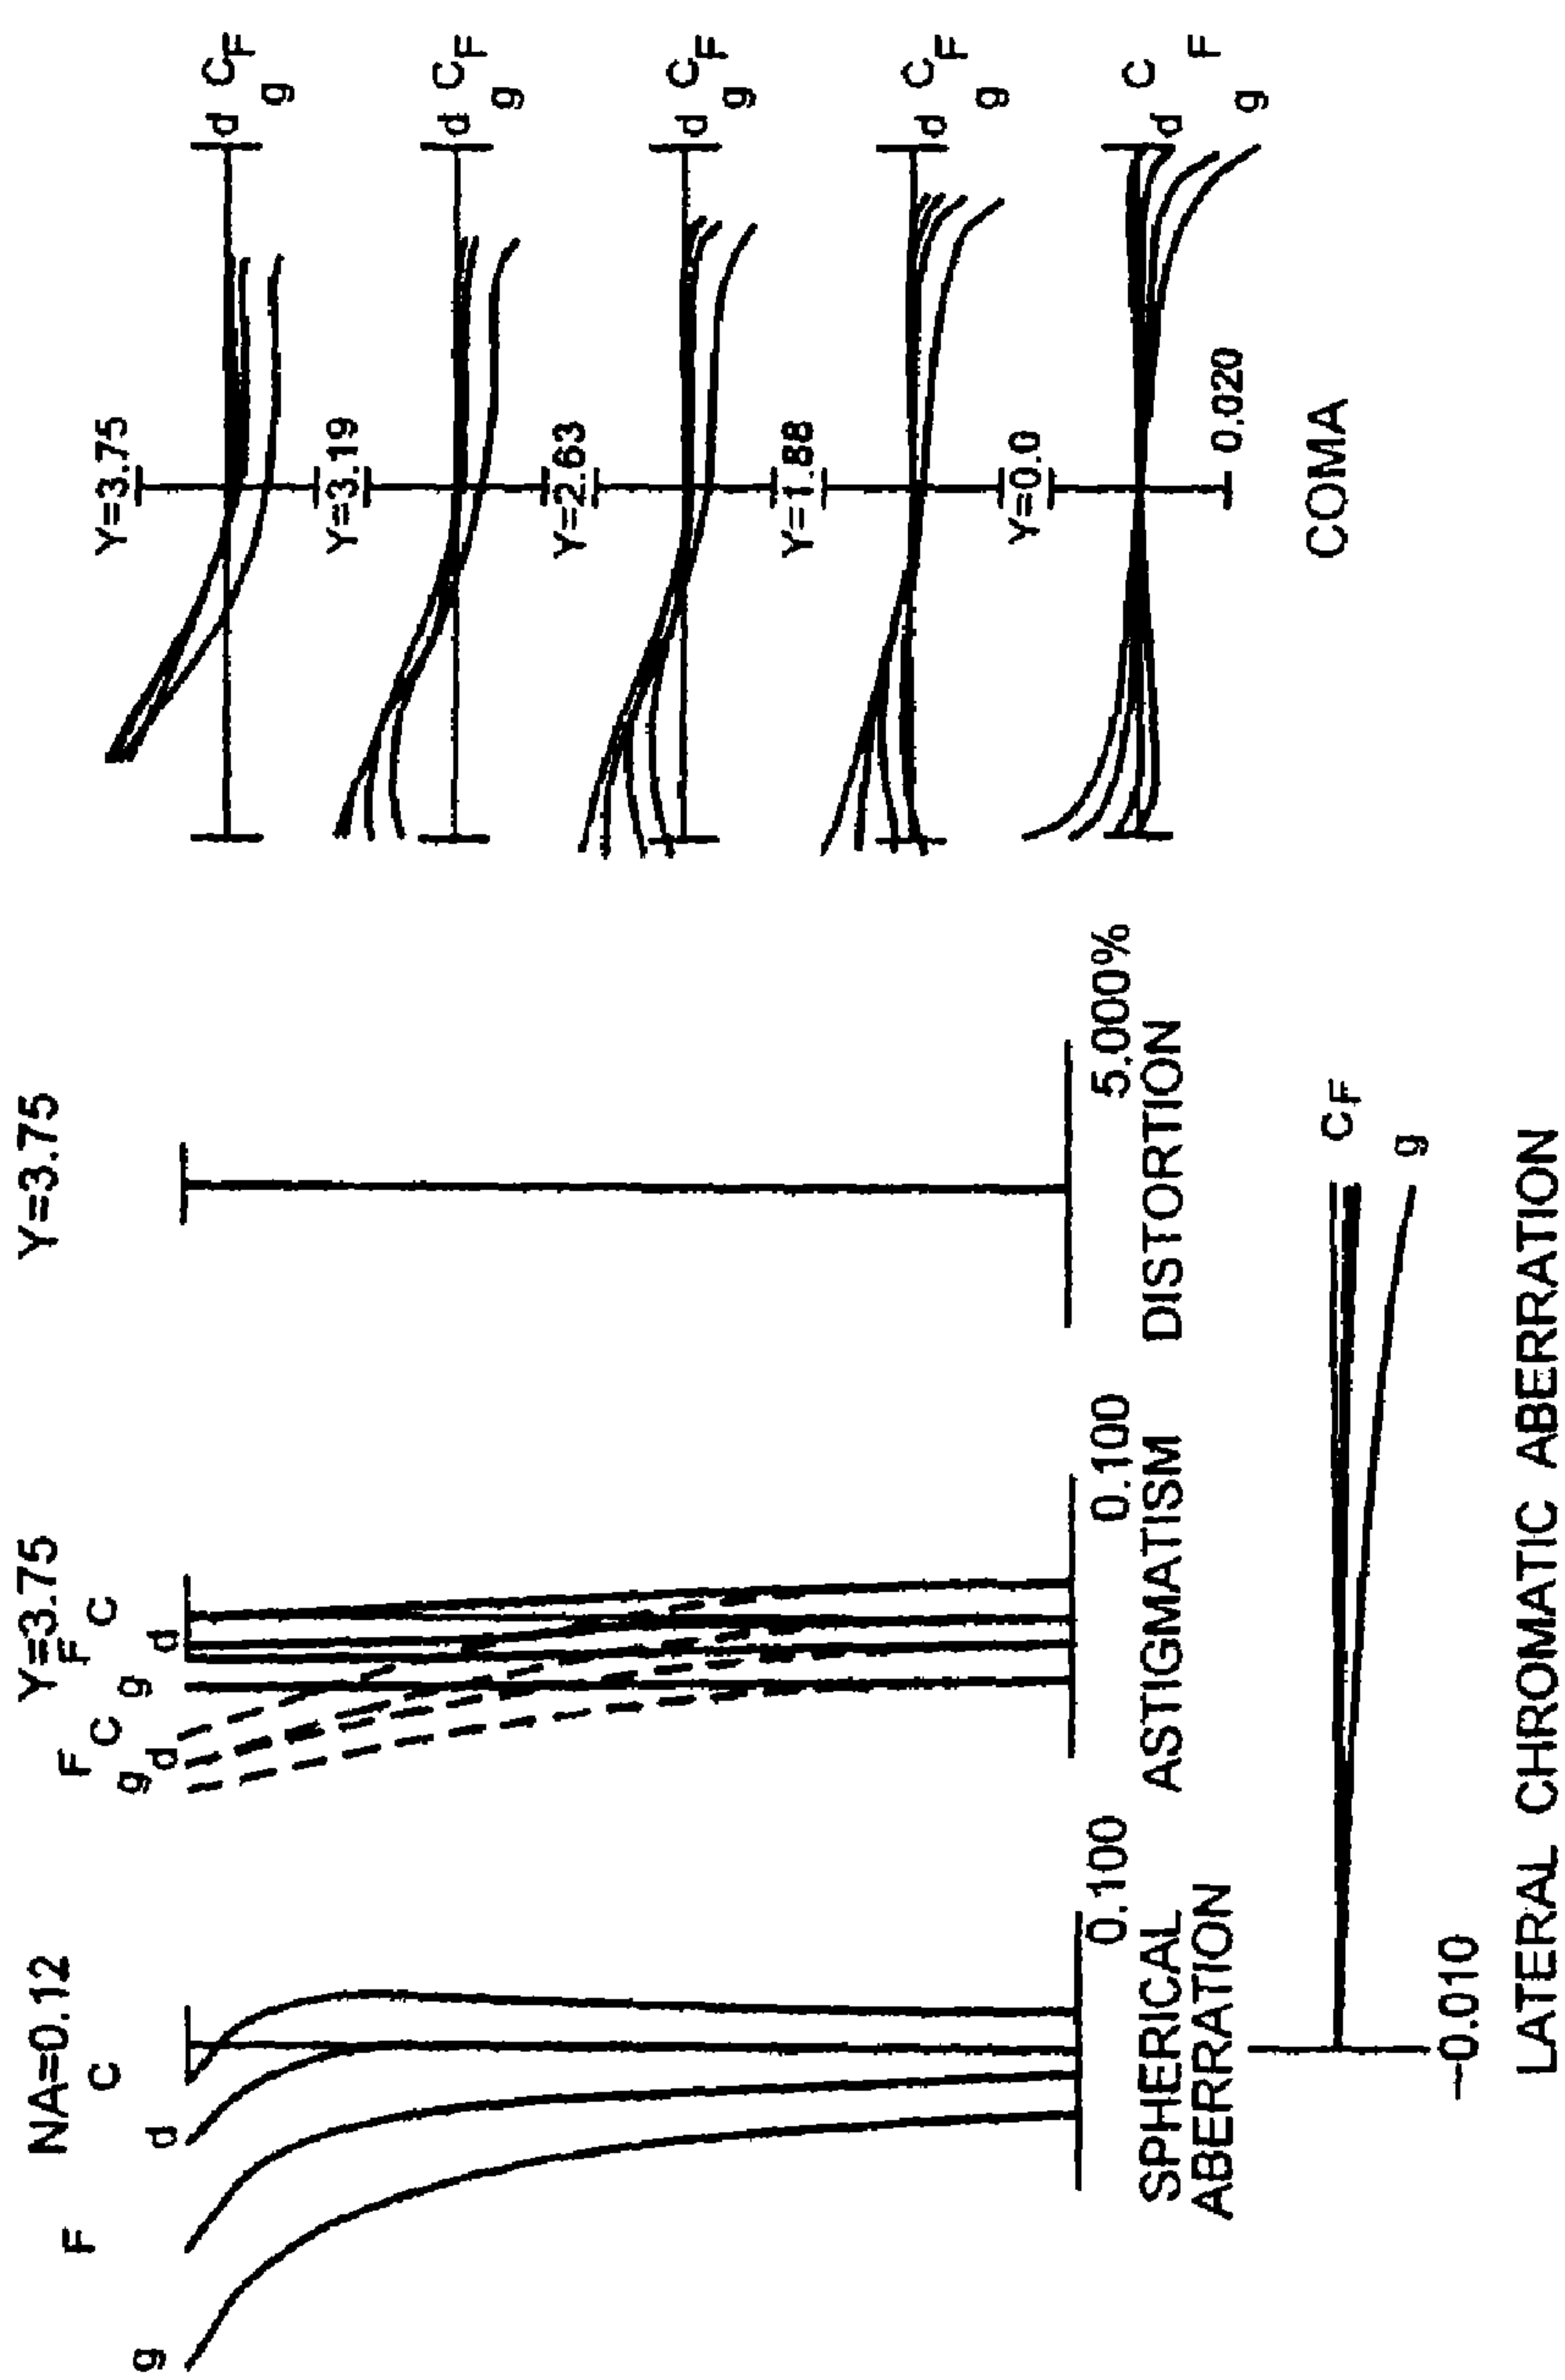 NA=0.12
C
d
F
g
0.100
SPHERICAL
ABERRATION
Y=3.75
F C
d
g
F C
d
g
0.100
ASTIGMATISM
Y=3.75
5.000%
DISTORTION
Y=3.75
d C F
g
Y=3.19
d C F
g
Y=2.63
d C F
g
Y=1.88
d C F
g
Y=0.0
C
d F
g
0.020
COMA
C F
g
-0.010
LATERAL CHROMATIC ABERRATION